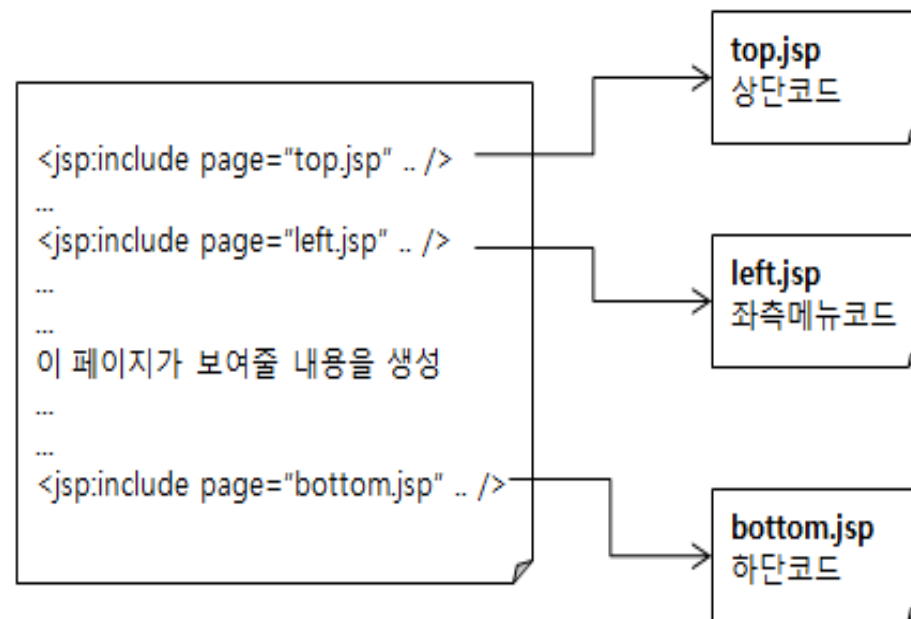 <jsp:include page="top.jsp" .. />
...
<jsp:include page="left.jsp" .. />
...
...
이 페이지가 보여줄 내용을 생성
...
...
<jsp:include page="bottom.jsp" .. />
top.jsp
상단코드
left.jsp
좌측메뉴코드
bottom.jsp
하단코드